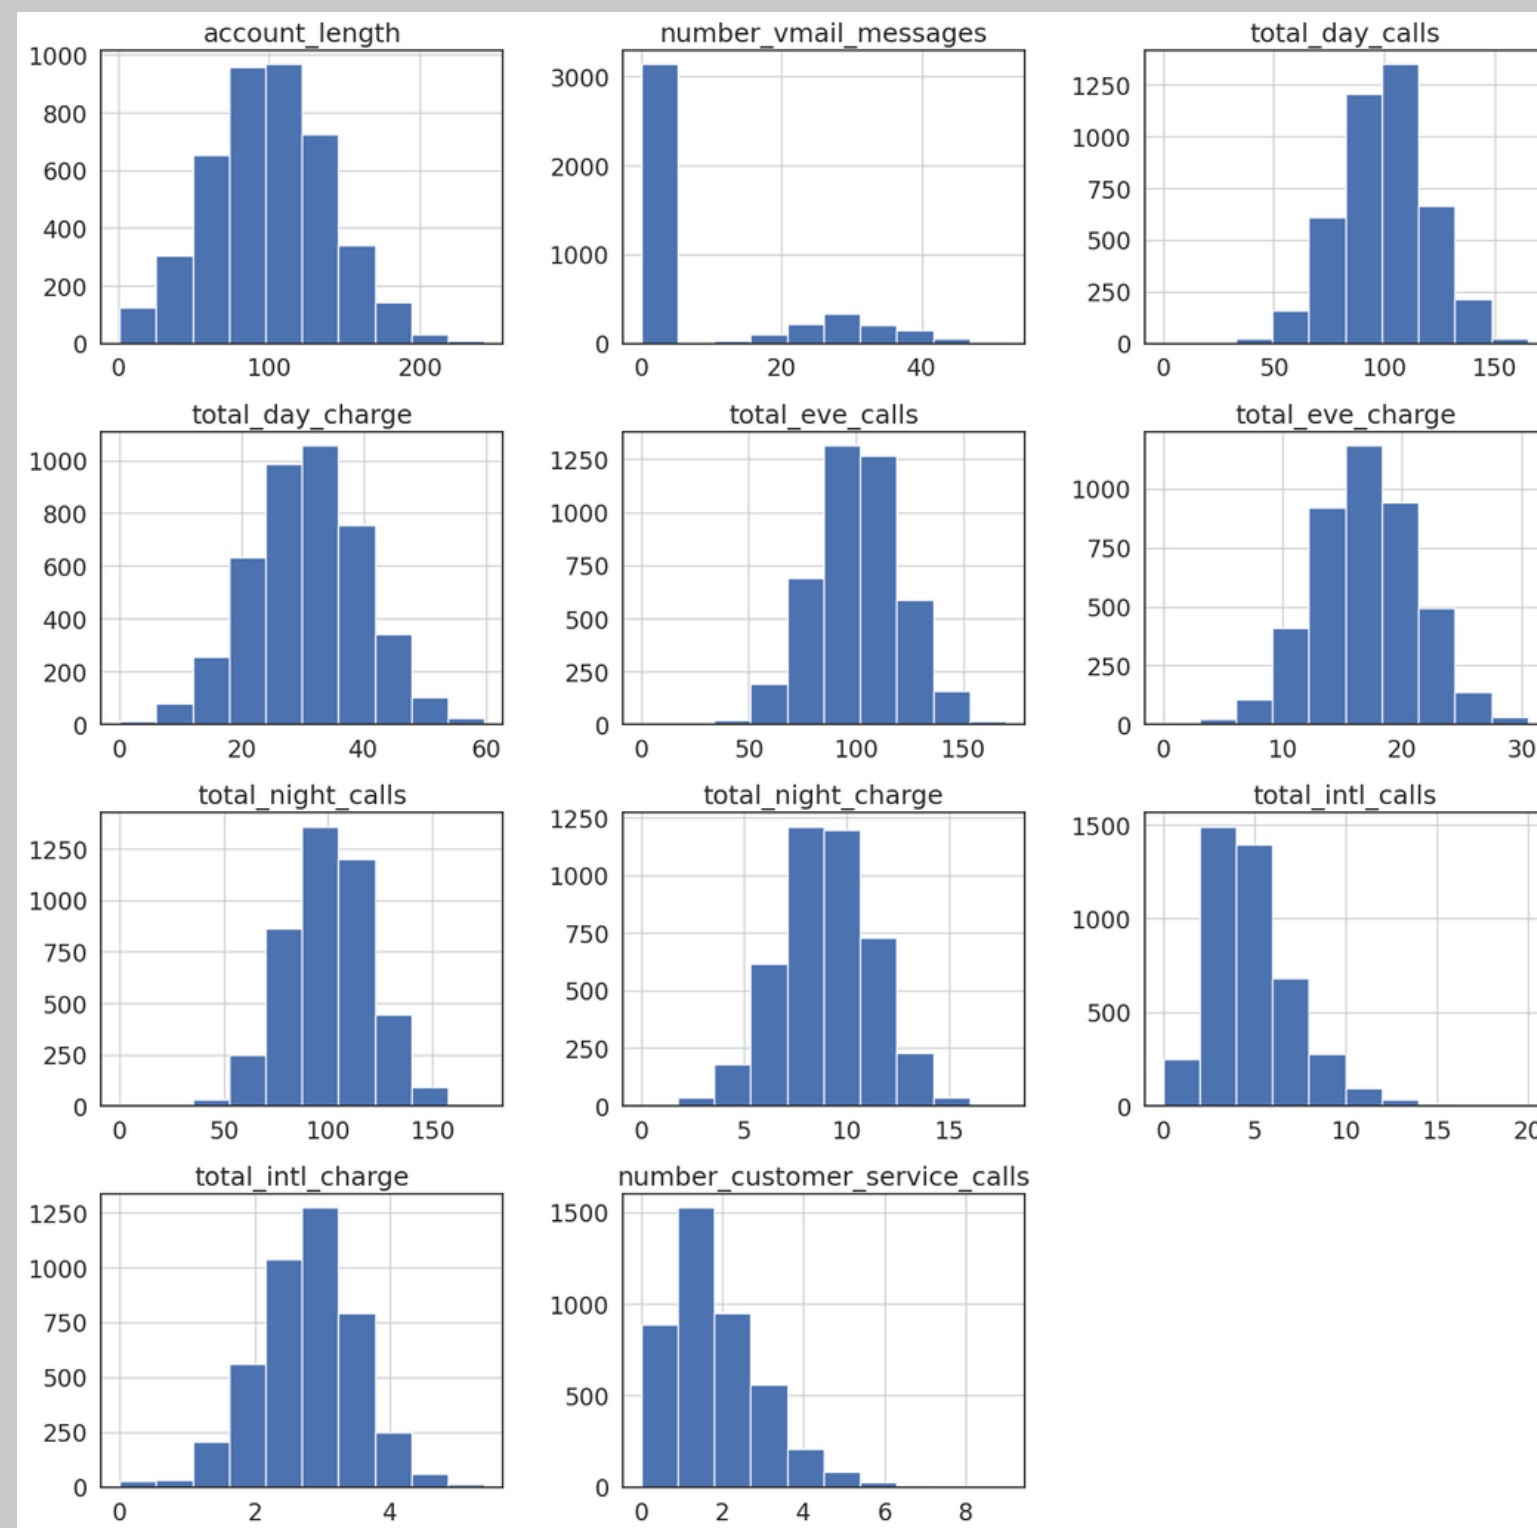 account_length
number_vmail_messages
total_day_calls
1000
800
600
400
200
0
0 100 200
3000
2000
1000
0
0 20 40
1250
1000
750
500
250
0
0 50 100 150
total_day_charge
total_eve_calls
total_eve_charge
1000
800
600
400
200
0
0 20 40 60
1250
1000
750
500
250
0
0 50 100 150
1000
750
500
250
0
0 10 20 30
total_night_calls
total_night_charge
total_intl_calls
1250
1000
750
500
250
0
0 50 100 150
1250
1000
750
500
250
0
0 5 10 15
1500
1000
500
0
0 5 10 15 20
total_intl_charge
number_customer_service_calls
1250
1000
750
500
250
0
0 2 4
1500
1000
500
0
0 2 4 6 8